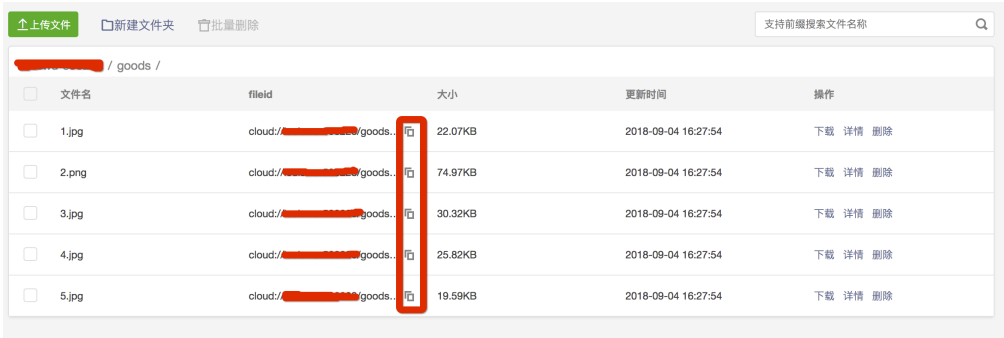 上传文件 新建文件夹 批量删除 支持前缀搜索文件名称
/ goods /
文件名 fileid 大小 更新时间 操作
1.jpg cloud:// /goods... 22.07KB 2018-09-04 16:27:54 下载 详情 删除
2.png cloud:// /goods... 74.97KB 2018-09-04 16:27:54 下载 详情 删除
3.jpg cloud:// /goods... 30.32KB 2018-09-04 16:27:54 下载 详情 删除
4.jpg cloud:// /goods... 25.82KB 2018-09-04 16:27:54 下载 详情 删除
5.jpg cloud:// /goods... 19.59KB 2018-09-04 16:27:54 下载 详情 删除